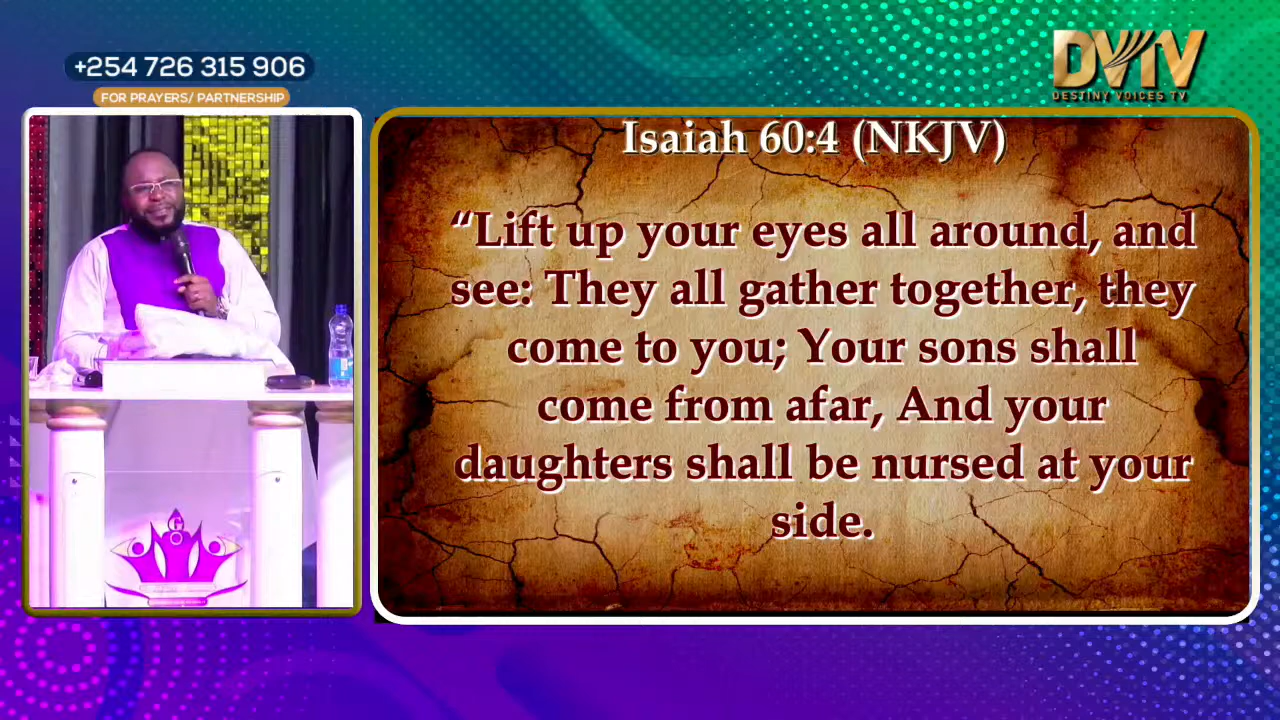 +254 726 315 906
FOR PRAYERS/ PARTNERSHIP
DVTV
DESTINY VOICES TV
Isaiah 60:4 (NKJV)
“Lift up your eyes all around, and
see: They all gather together, they
come to you; Your sons shall
come from afar, And your
daughters shall be nursed at your
side.